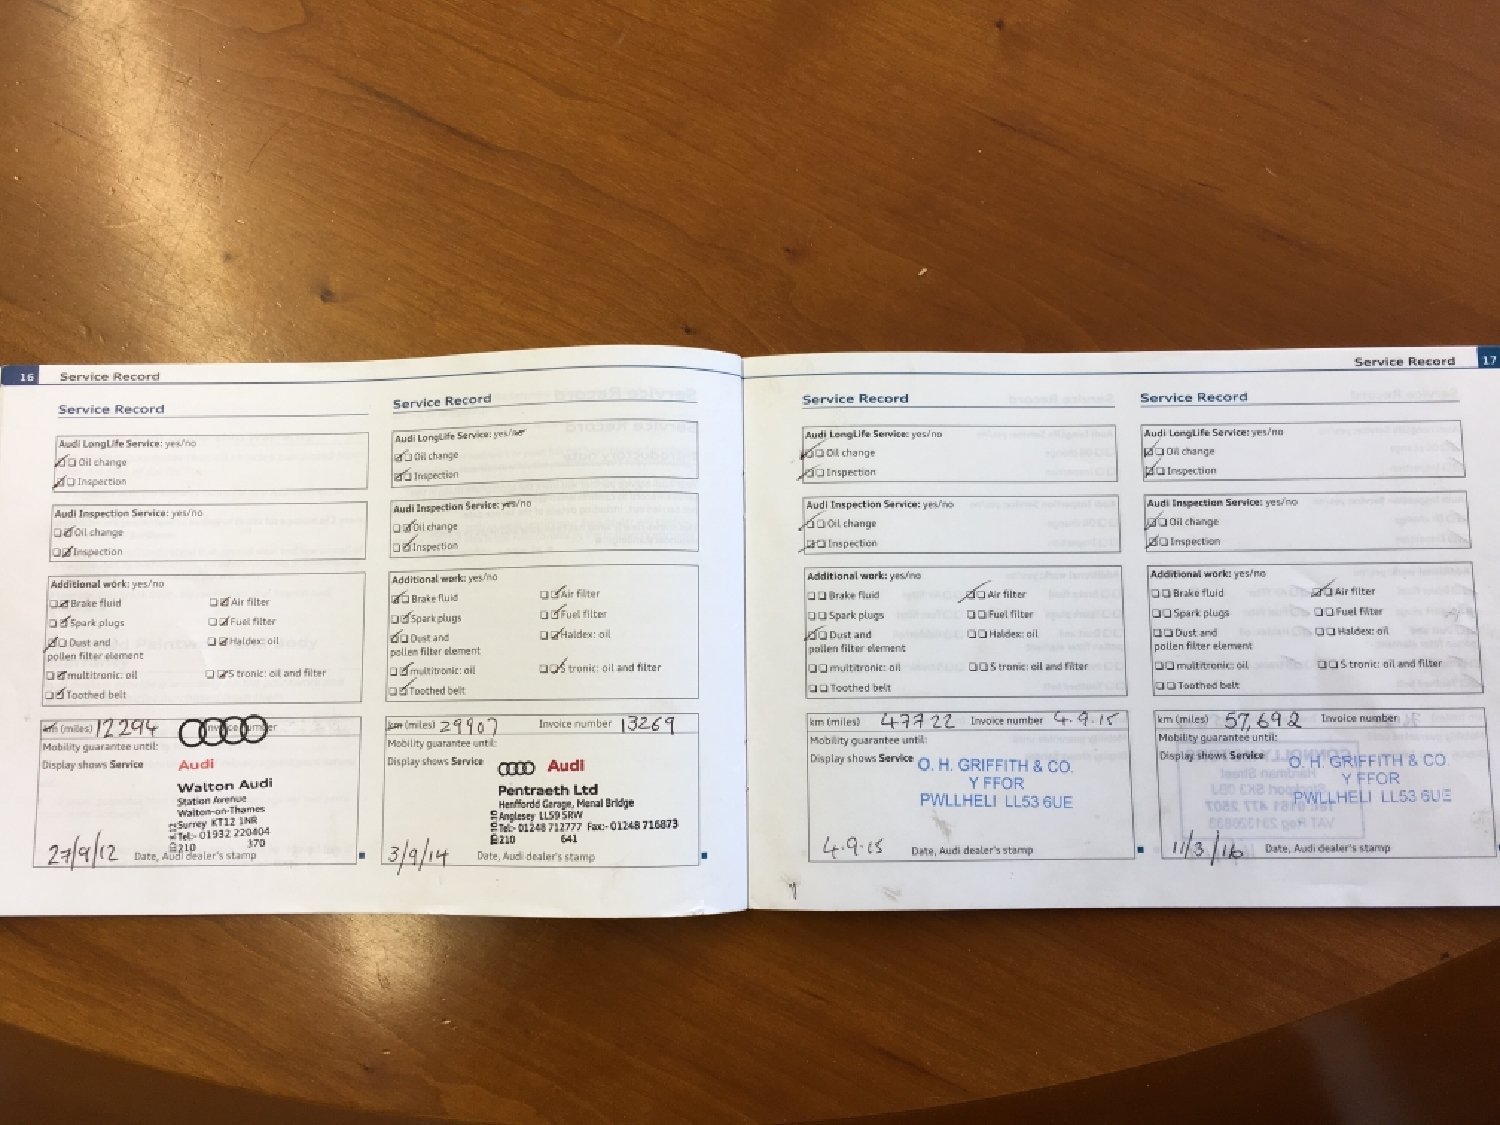 16 Service Record
Service Record
Audi LongLife Service: yes/no
Oil change
Inspection
Audi Inspection Service: yes/no
Oil change
Inspection
Additional work: yes/no
Brake fluid
Air filter
Spark plugs
Fuel filter
Dust and
pollen filter element
Haldex: oil
multitronic: oil
S tronic: oil and filter
Toothed belt
km (miles) 12294 Invoice number
Mobility guarantee until:
Display shows Service
Audi
Walton Audi
Station Avenue
Walton-on-Thames
Surrey KT12 1NR
Tel:- 01932 220404
210 370
27/9/12 Date, Audi dealer's stamp
Service Record
Audi LongLife Service: yes/no
Oil change
Inspection
Audi Inspection Service: yes/no
Oil change
Inspection
Additional work: yes/no
Brake fluid
Air filter
Spark plugs
Fuel filter
Dust and
pollen filter element
Haldex: oil
multitronic: oil
S tronic: oil and filter
Toothed belt
km (miles) 29907 Invoice number 13269
Mobility guarantee until:
Display shows Service
Audi
Pentraeth Ltd
Henffordd Garage, Menai Bridge
Anglesey LL59 5RW
Tel:- 01248 712777 Fax:- 01248 716873
210 641
3/9/14 Date, Audi dealer's stamp
Service Record 17
Service Record
Audi LongLife Service: yes/no
Oil change
Inspection
Audi Inspection Service: yes/no
Oil change
Inspection
Additional work: yes/no
Brake fluid
Air filter
Spark plugs
Fuel filter
Dust and
pollen filter element
Haldex: oil
multitronic: oil
S tronic: oil and filter
Toothed belt
km (miles) 47722 Invoice number 4.9.15
Mobility guarantee until:
Display shows Service
O. H. GRIFFITH & CO.
Y FFOR
PWLLHELI LL53 6UE
4.9.15 Date, Audi dealer's stamp
Service Record
Audi LongLife Service: yes/no
Oil change
Inspection
Audi Inspection Service: yes/no
Oil change
Inspection
Additional work: yes/no
Brake fluid
Air filter
Spark plugs
Fuel filter
Dust and
pollen filter element
Haldex: oil
multitronic: oil
S tronic: oil and filter
Toothed belt
km (miles) 57,692 Invoice number
Mobility guarantee until:
Display shows Service
O. H. GRIFFITH & CO.
Y FFOR
PWLLHELI LL53 6UE
11/3/16 Date, Audi dealer's stamp